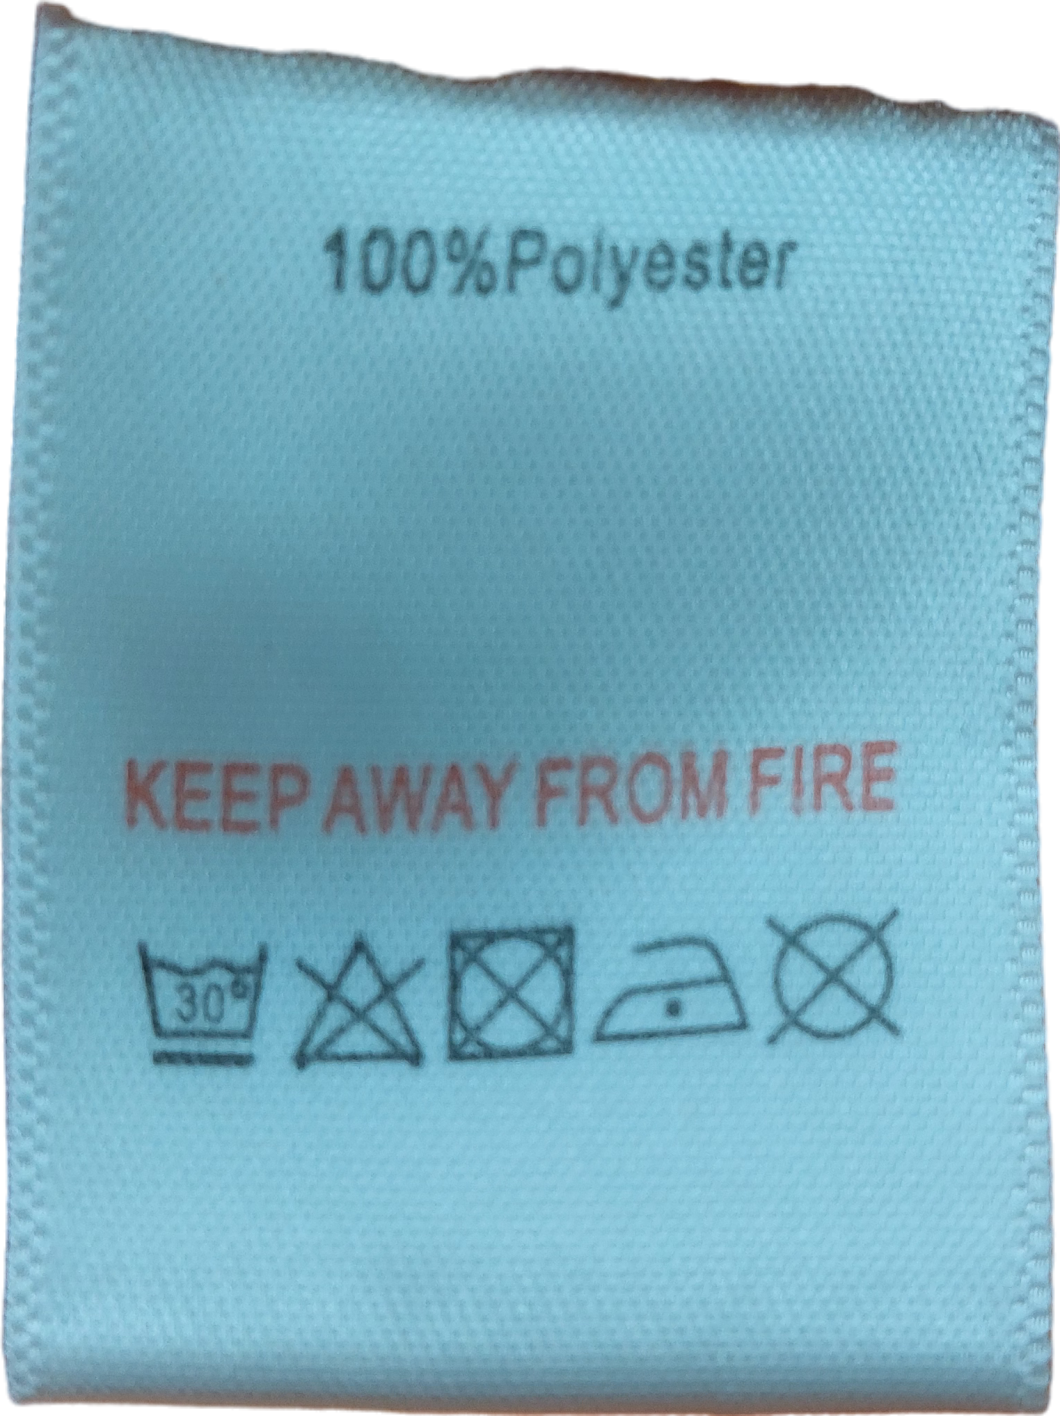 100%Polyester
KEEP AWAY FROM FIRE
30°